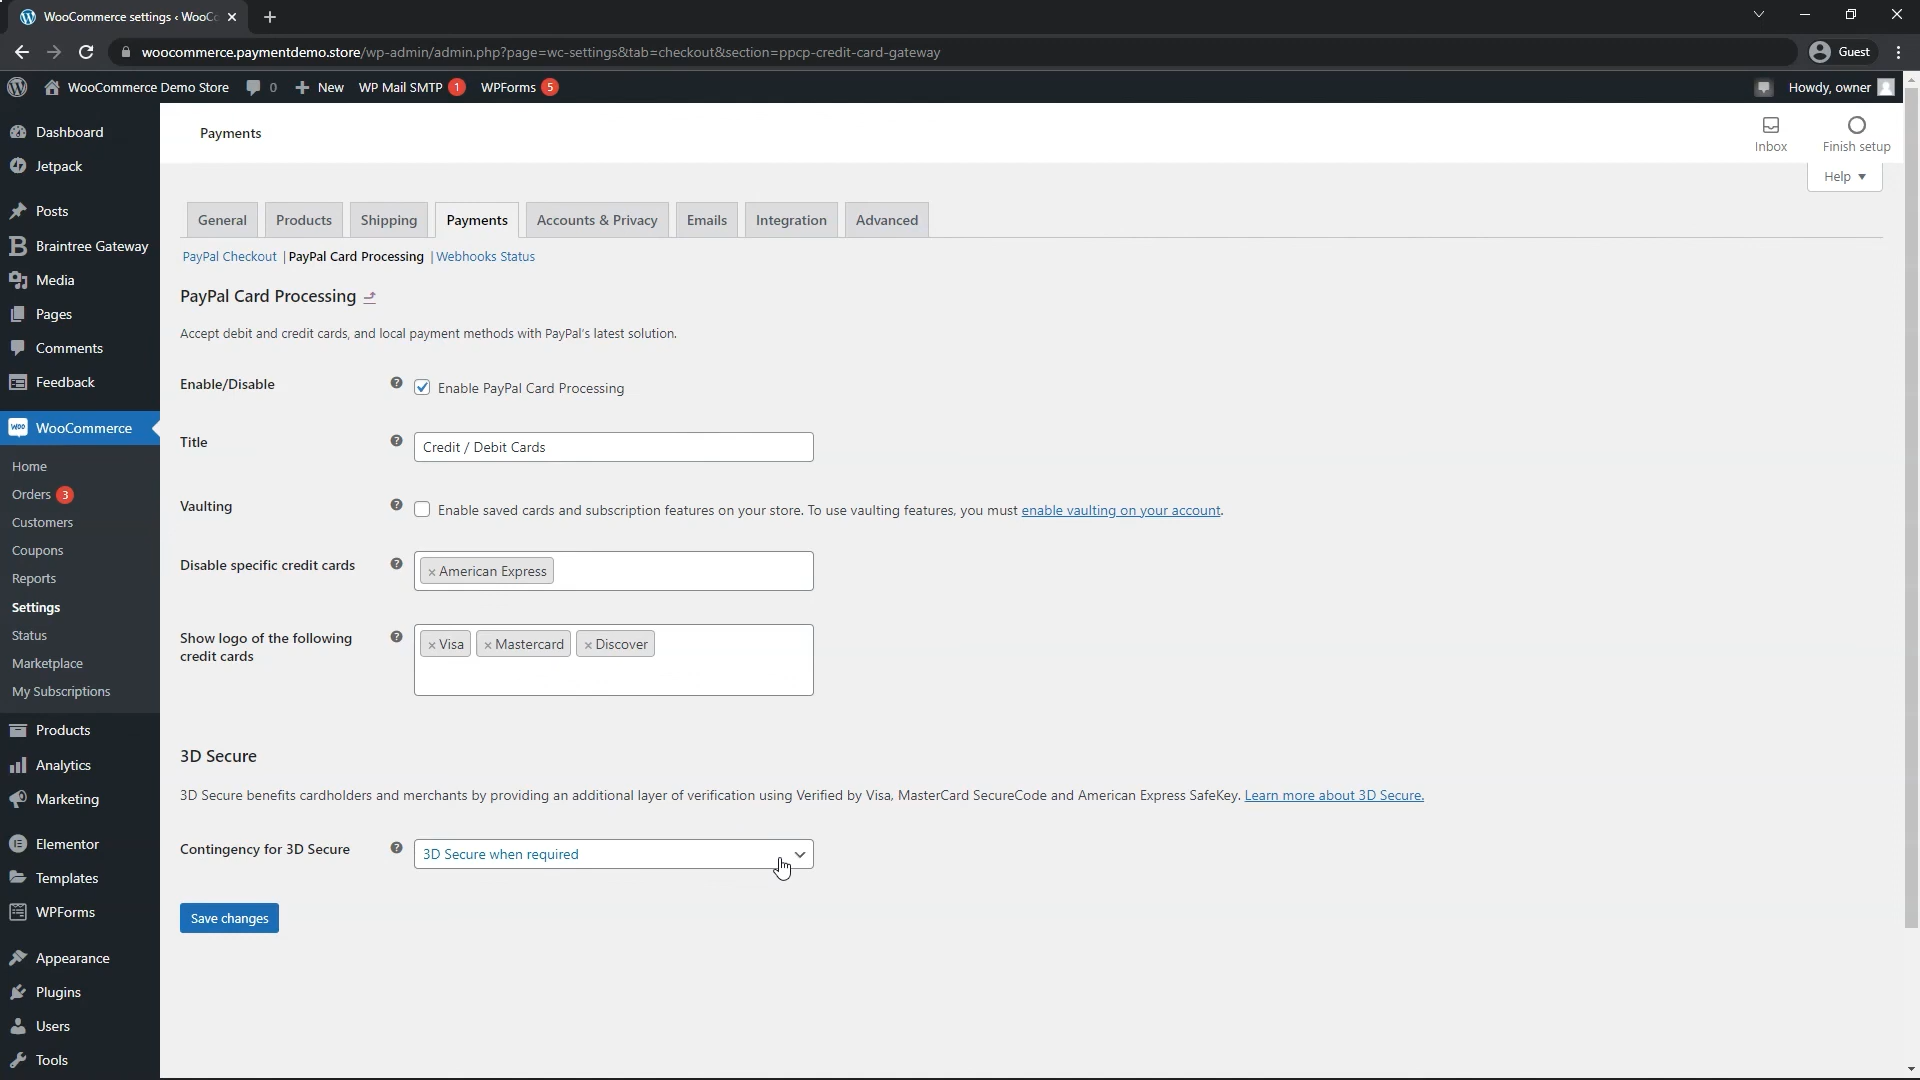 WooCommerce settings ‹ WooC
woocommerce.paymentdemo.store/wp-admin/admin.php?page=wc-settings&tab=checkout&section=ppcp-credit-card-gateway
Guest
WooCommerce Demo Store 0 New WP Mail SMTP 1 WPForms 5
Howdy, owner
Dashboard
Jetpack
Posts
Braintree Gateway
Media
Pages
Comments
Feedback
WooCommerce
Home
Orders 3
Customers
Coupons
Reports
Settings
Status
Marketplace
My Subscriptions
Products
Analytics
Marketing
Elementor
Templates
WPForms
Appearance
Plugins
Users
Tools
Payments
Inbox
Finish setup
Help
General Products Shipping Payments Accounts & Privacy Emails Integration Advanced
PayPal Checkout | PayPal Card Processing | Webhooks Status
PayPal Card Processing
Accept debit and credit cards, and local payment methods with PayPal's latest solution.
Enable/Disable ? Enable PayPal Card Processing
Title ? Credit / Debit Cards
Vaulting ? Enable saved cards and subscription features on your store. To use vaulting features, you must enable vaulting on your account.
Disable specific credit cards ? × American Express
Show logo of the following ? × Visa × Mastercard × Discover
credit cards
3D Secure
3D Secure benefits cardholders and merchants by providing an additional layer of verification using Verified by Visa, MasterCard SecureCode and American Express SafeKey. Learn more about 3D Secure.
Contingency for 3D Secure ? 3D Secure when required
Save changes